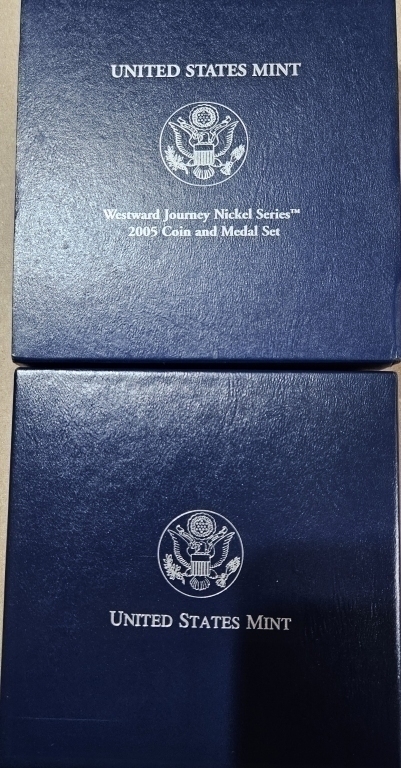 UNITED STATES MINT
Westward Journey Nickel Series™
2005 Coin and Medal Set
UNITED STATES MINT